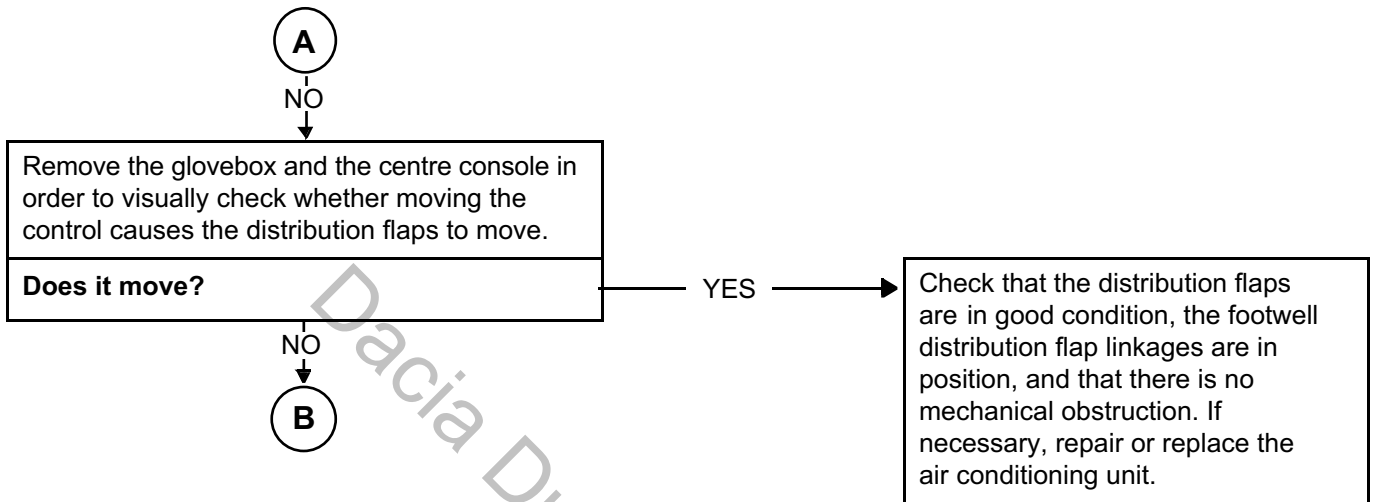 A
NO
Remove the glovebox and the centre console in
order to visually check whether moving the
control causes the distribution flaps to move.
Does it move?
YES
Check that the distribution flaps
are in good condition, the footwell
distribution flap linkages are in
position, and that there is no
mechanical obstruction. If
necessary, repair or replace the
air conditioning unit.
NO
B
Dacia